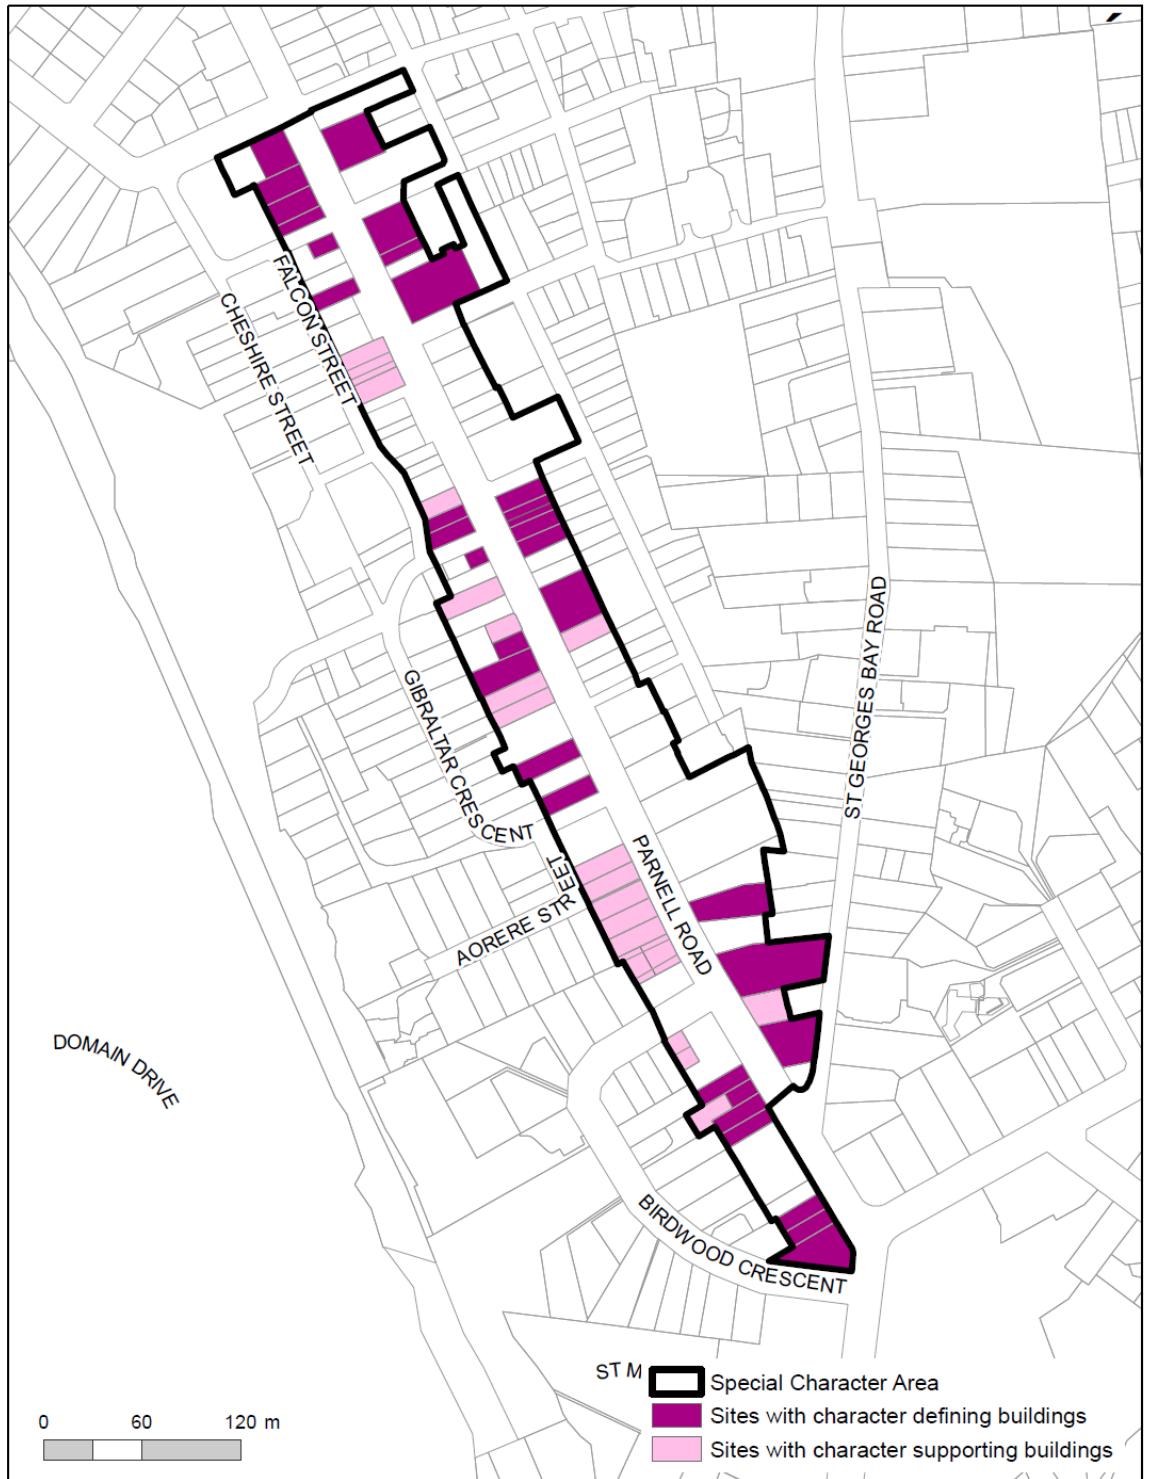 FALCON STREET
CHESHIRE STREET
ST GEORGES BAY ROAD
GIBRALTAR CRESCENT
PARNELL ROAD
AORERE STREET
DOMAIN DRIVE
BIRDWOOD CRESCENT
ST M
Special Character Area
Sites with character defining buildings
Sites with character supporting buildings
0 60 120 m